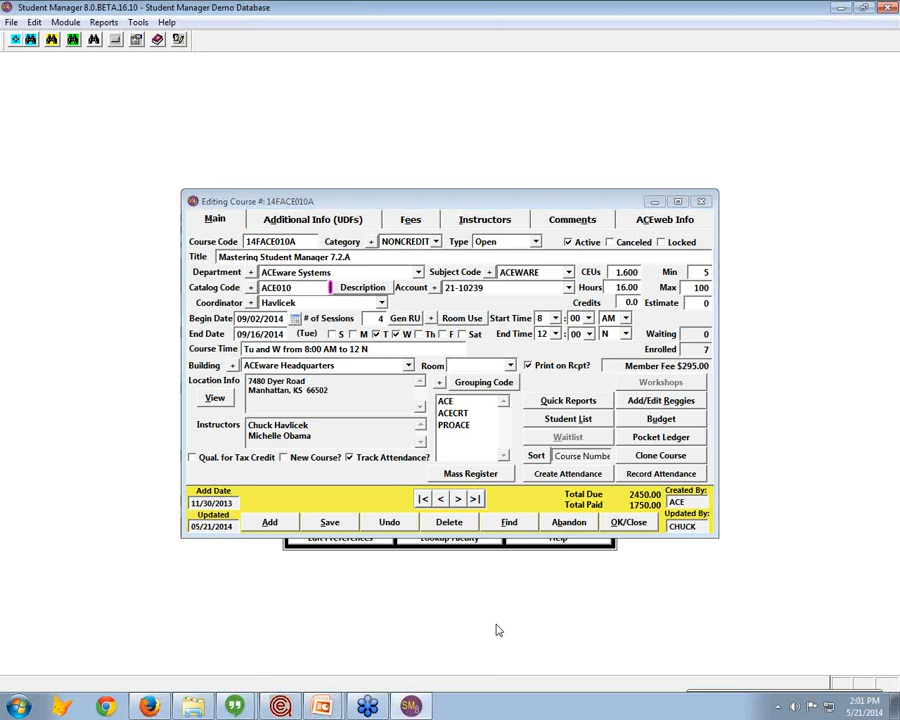 Student Manager 8.0.BETA.16.10 - Student Manager Demo Database
File Edit Module Reports Tools Help
Editing Course #: 14FACE010A
Main Additional Info (UDFs) Fees Instructors Comments ACEweb Info
Course Code 14FACE010A Category + NONCREDIT Type Open Active Canceled Locked
Title Mastering Student Manager 7.2.A
Department + ACEware Systems Subject Code + ACEWARE CEUs 1.600 Min 5
Catalog Code + ACE010 Description Account + 21-10239 Hours 16.00 Max 100
Coordinator + Havlicek Credits 0.0 Estimate 0
Begin Date 09/02/2014 # of Sessions 4 Gen RU + Room Use Start Time 8 : 00 AM
End Date 09/16/2014 (Tue) S M T W Th F Sat End Time 12 : 00 N Waiting 0
Course Time Tu and W from 8:00 AM to 12 N Enrolled 7
Building + ACEware Headquarters Room Print on Rcpt? Member Fee $295.00
Location Info 7480 Dyer Road + Grouping Code Workshops
Manhattan, KS 66502
View ACE Quick Reports Add/Edit Reggies
ACECRT Student List Budget
Instructors Chuck Havlicek PROACE
Michelle Obama Waitlist Pocket Ledger
Qual. for Tax Credit New Course? Track Attendance? Sort Course Numbe Clone Course
Mass Register Create Attendance Record Attendance
Add Date |< < > >| Total Due 2450.00 Created By:
11/30/2013 Total Paid 1750.00 ACE
Updated Updated By:
05/21/2014 Add Save Undo Delete Find Abandon OK/Close CHUCK
Edit Preferences Lookup Faculty Help
SM8
2:01 PM
5/21/2014